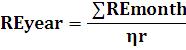 REyear = ∑REmonth / ηr